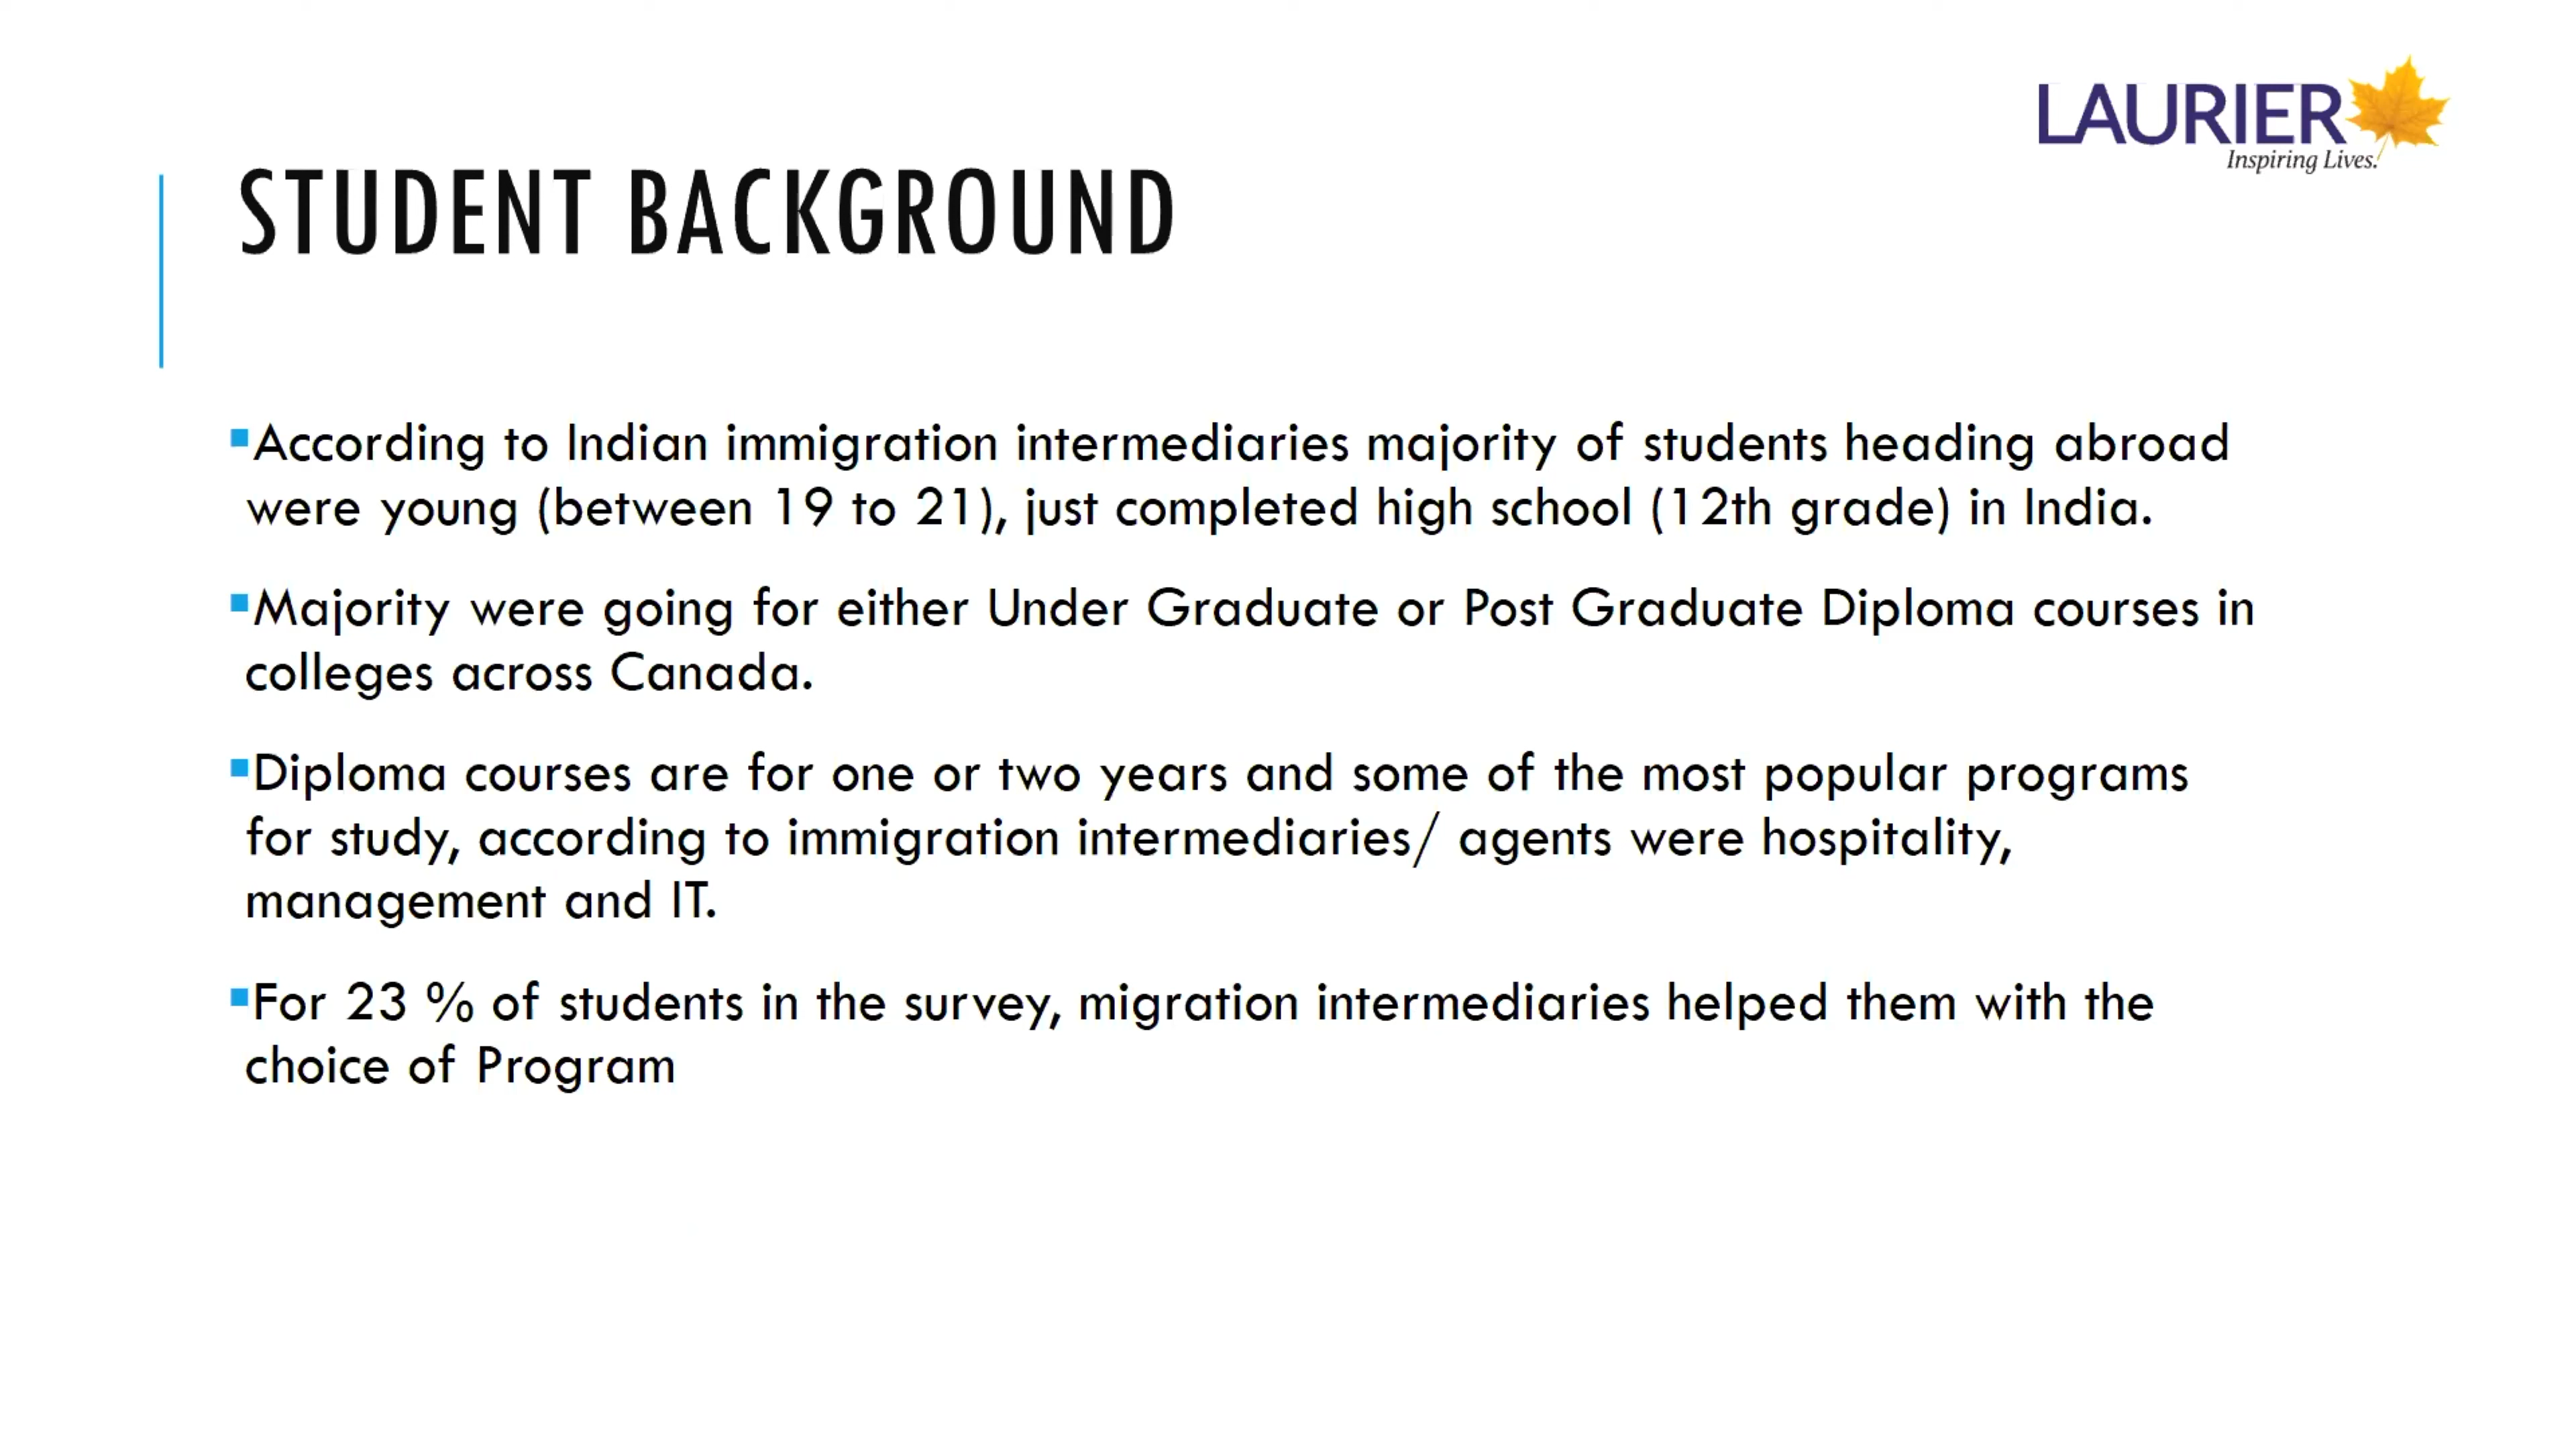 LAURIER
Inspiring Lives.
STUDENT BACKGROUND
▪According to Indian immigration intermediaries majority of students heading abroad
were young (between 19 to 21), just completed high school (12th grade) in India.
▪Majority were going for either Under Graduate or Post Graduate Diploma courses in
colleges across Canada.
▪Diploma courses are for one or two years and some of the most popular programs
for study, according to immigration intermediaries/ agents were hospitality,
management and IT.
▪For 23 % of students in the survey, migration intermediaries helped them with the
choice of Program